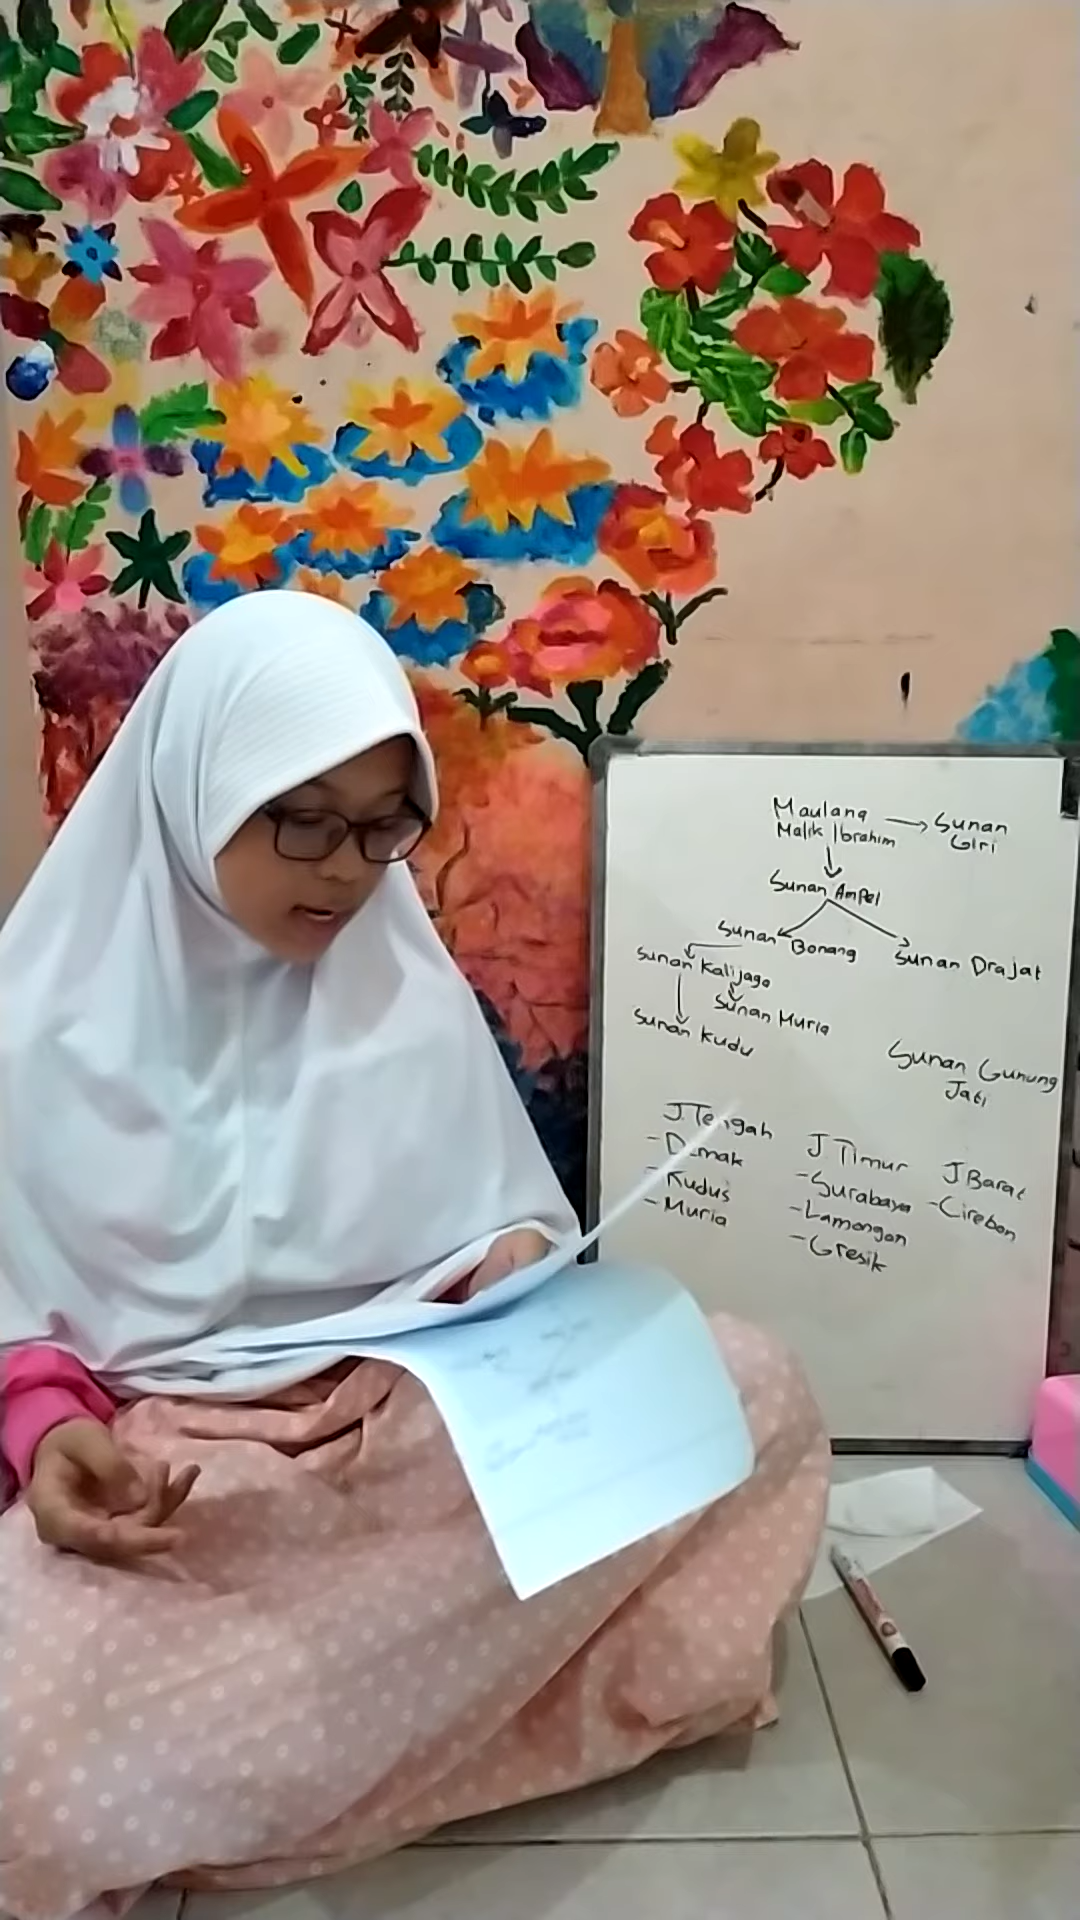 Maulana
Malik Ibrahim
Sunan
Giri
Sunan Ampel
Sunan Bonang
Sunan Drajat
Sunan Kalijaga
Sunan Muria
Sunan Kudu
Sunan Gunung
Jati
J. Tengah
- Demak
- Kudus
- Muria
J. Timur
- Surabaya
- Lamongan
- Gresik
J Barat
- Cirebon